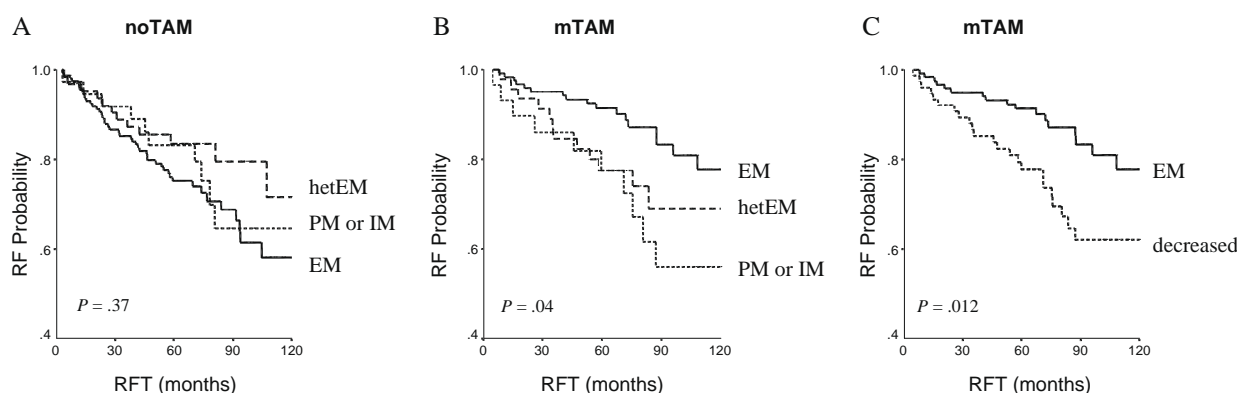 A
noTAM
RF Probability
1.0
.8
.6
.4
0
30
60
90
120
RFT (months)
hetEM
PM or IM
EM
P = .37
B
mTAM
RF Probability
1.0
.8
.6
.4
0
30
60
90
120
RFT (months)
EM
hetEM
PM or IM
P = .04
C
mTAM
RF Probability
1.0
.8
.6
.4
0
30
60
90
120
RFT (months)
EM
decreased
P = .012